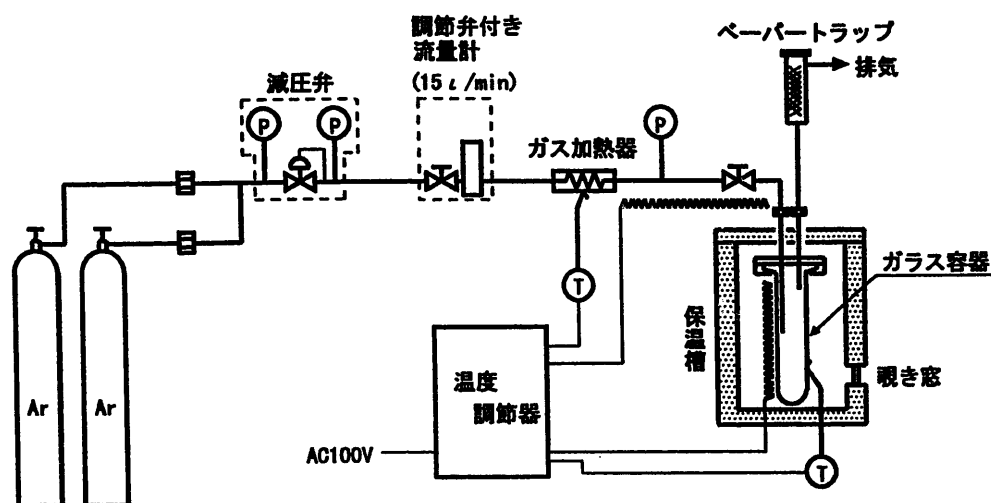 調節弁付き
流量計
(15ℓ/min)
減圧弁
ベーパートラップ
排気
ガス加熱器
P
P
P
T
ガラス容器
保温槽
覗き窓
温度
調節器
AC100V
Ar
Ar
T